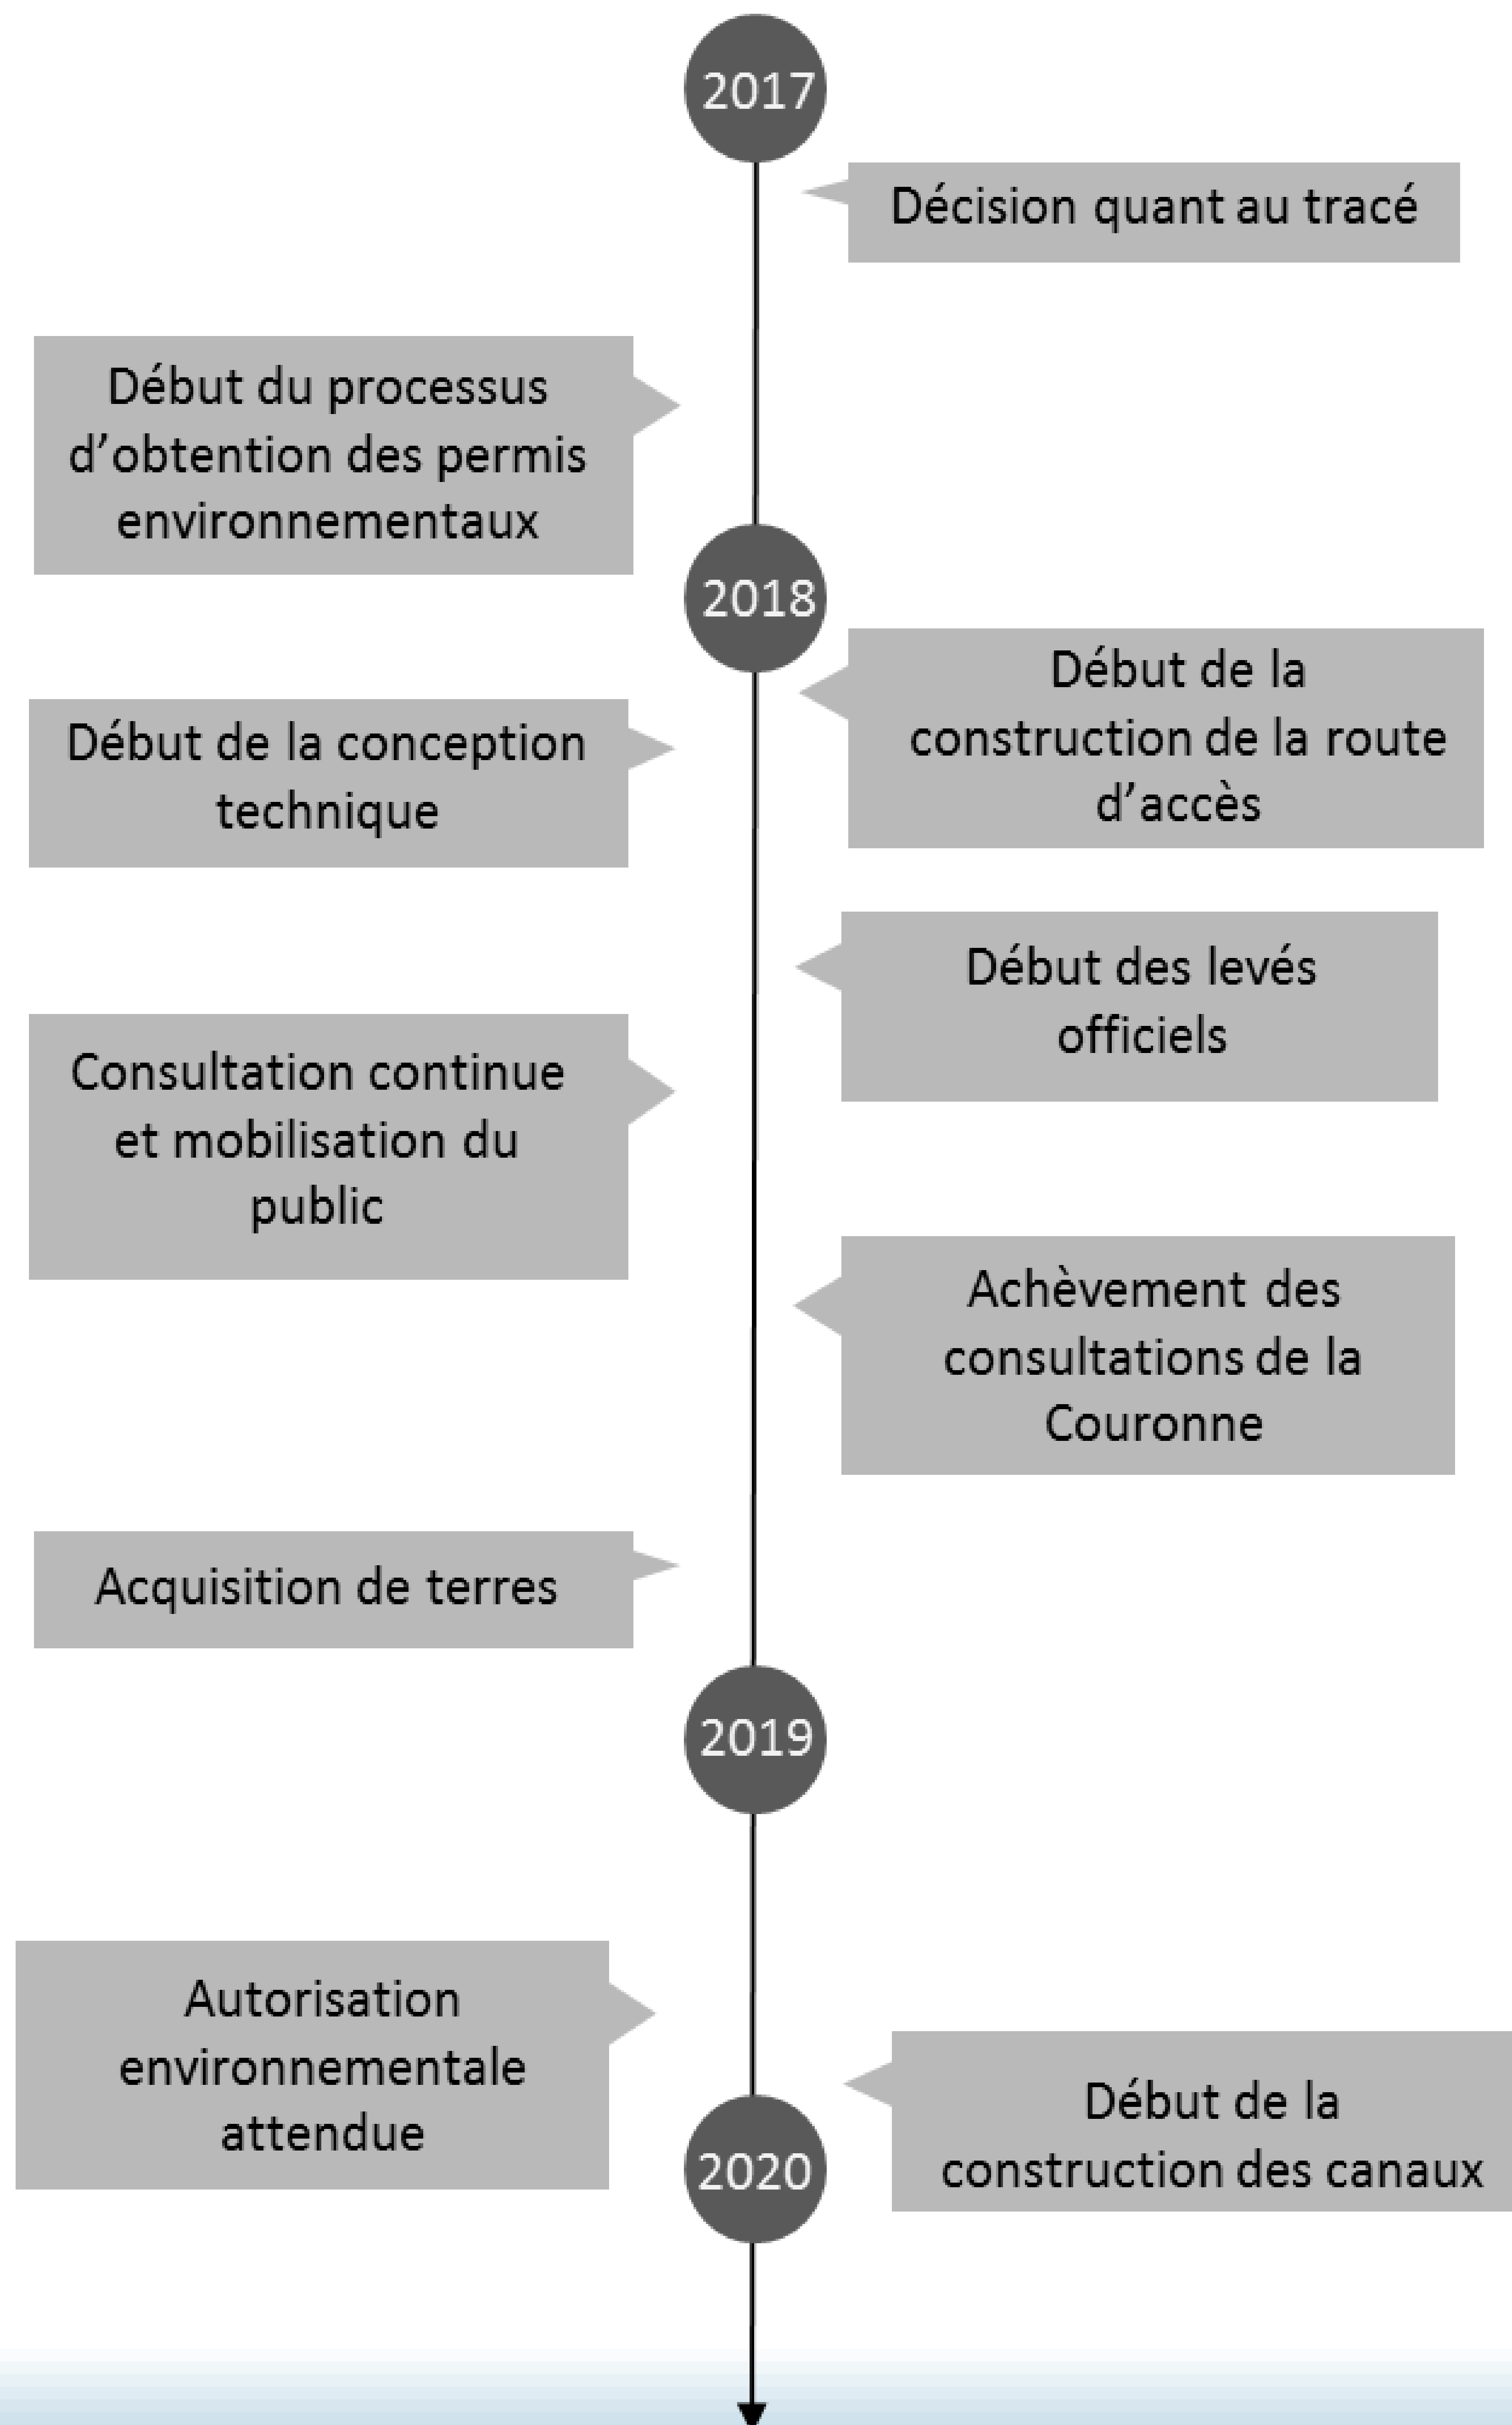 2017
Décision quant au tracé
Début du processus
d’obtention des permis
environnementaux
2018
Début de la
construction de la route
d’accès
Début de la conception
technique
Début des levés
officiels
Consultation continue
et mobilisation du
public
Achèvement des
consultations de la
Couronne
Acquisition de terres
2019
Autorisation
environnementale
attendue
Début de la
construction des canaux
2020